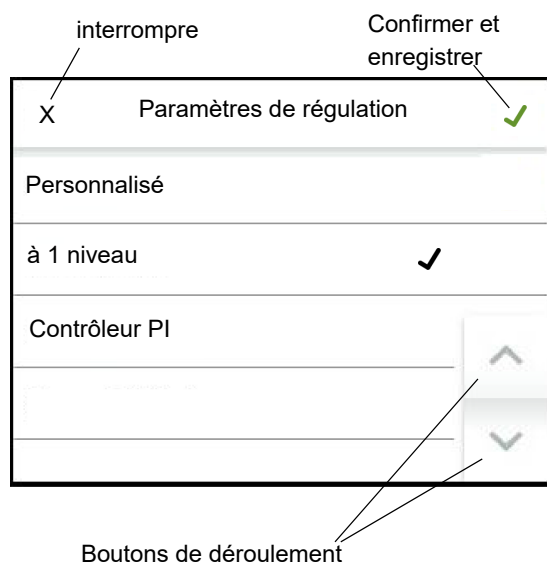 interrompre
Confirmer et
enregistrer
X
Paramètres de régulation
Personnalisé
à 1 niveau
Contrôleur PI
Boutons de déroulement